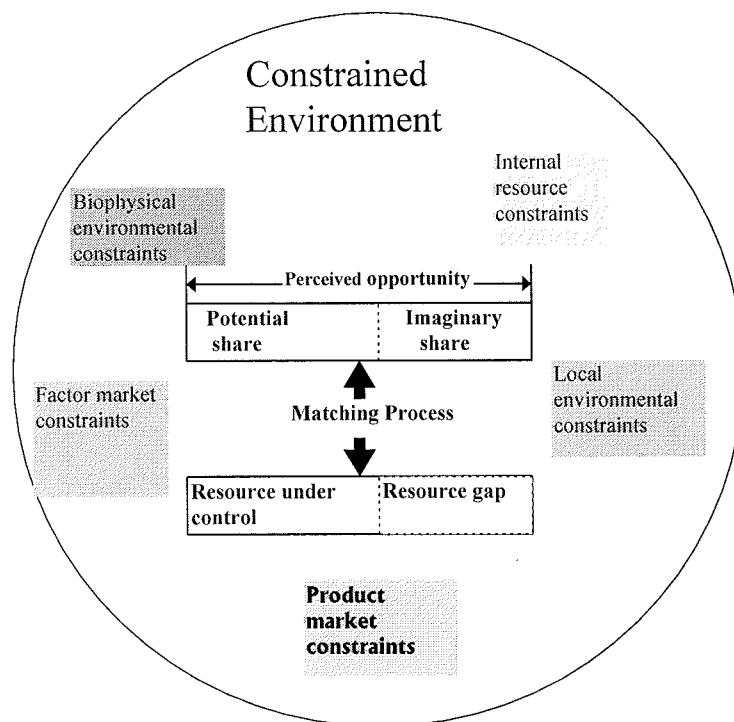 Constrained
Environment
Internal
resource
constraints
Biophysical
environmental
constraints
Perceived opportunity
Potential
share
Imaginary
share
Factor market
constraints
Matching Process
Local
environmental
constraints
Resource under
control
Resource gap
Product
market
constraints